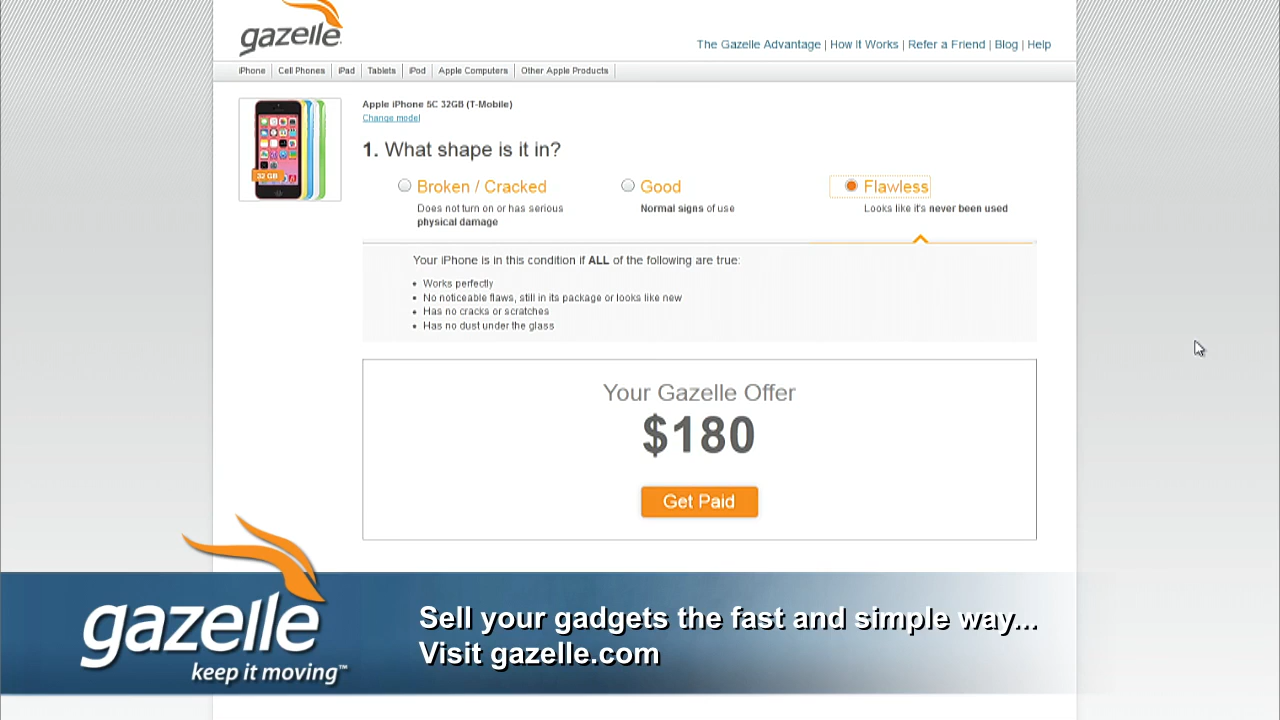 gazelle
The Gazelle Advantage | How It Works | Refer a Friend | Blog | Help
iPhone | Cell Phones | iPad | Tablets | iPod | Apple Computers | Other Apple Products
Apple iPhone 5C 32GB (T-Mobile)
Change model
32 GB
1. What shape is it in?
Broken / Cracked
Does not turn on or has serious
physical damage
Good
Normal signs of use
Flawless
Looks like it's never been used
Your iPhone is in this condition if ALL of the following are true:
• Works perfectly
• No noticeable flaws, still in its package or looks like new
• Has no cracks or scratches
• Has no dust under the glass
Your Gazelle Offer
$180
Get Paid
gazelle
keep it moving™
Sell your gadgets the fast and simple way...
Visit gazelle.com